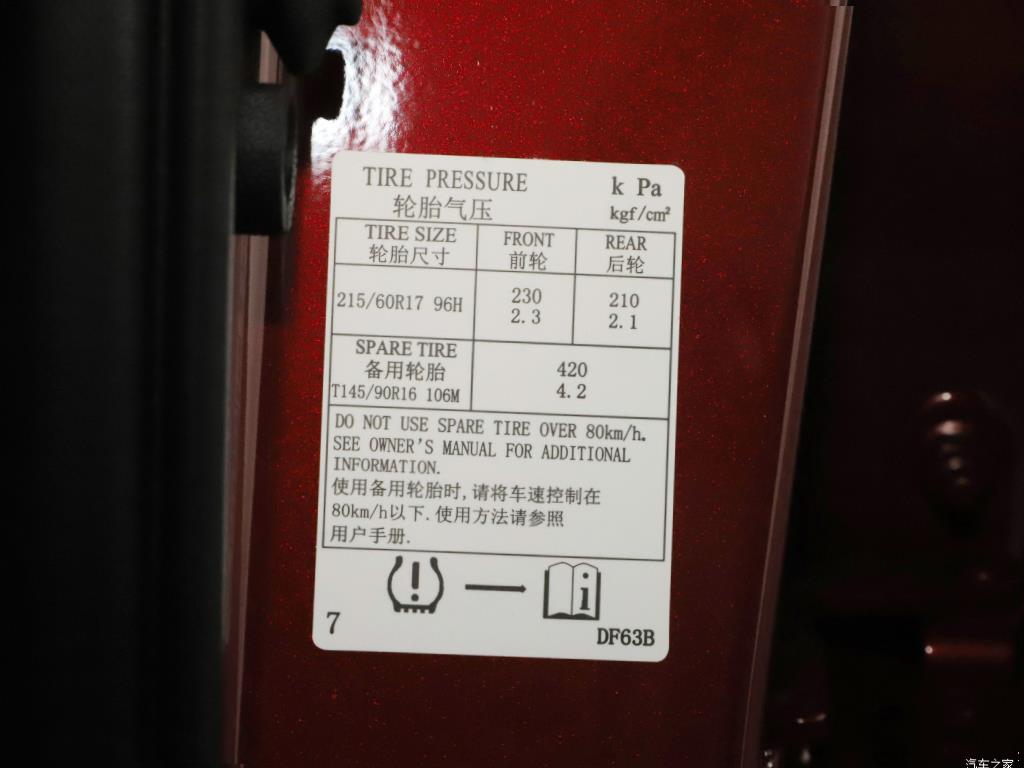 TIRE PRESSURE k Pa
轮胎气压 kgf/cm²
TIRE SIZE FRONT REAR
轮胎尺寸 前轮 后轮
215/60R17 96H 230 210
2.3 2.1
SPARE TIRE
备用轮胎 420
T145/90R16 106M 4.2
DO NOT USE SPARE TIRE OVER 80km/h.
SEE OWNER'S MANUAL FOR ADDITIONAL
INFORMATION.
使用备用轮胎时,请将车速控制在
80km/h以下.使用方法请参照
用户手册.
7 DF63B
汽车之家